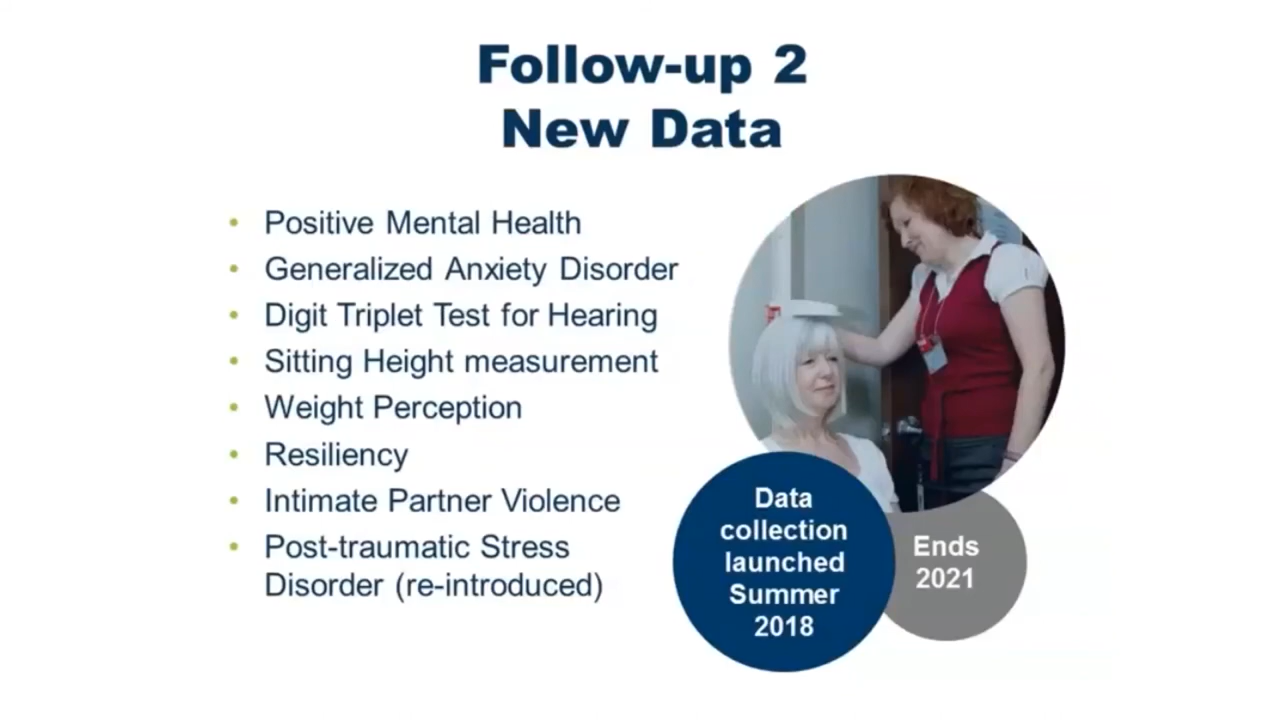 Follow-up 2
New Data
• Positive Mental Health
• Generalized Anxiety Disorder
• Digit Triplet Test for Hearing
• Sitting Height measurement
• Weight Perception
• Resiliency
• Intimate Partner Violence
• Post-traumatic Stress
Disorder (re-introduced)
Data
collection
launched
Summer
2018
Ends
2021